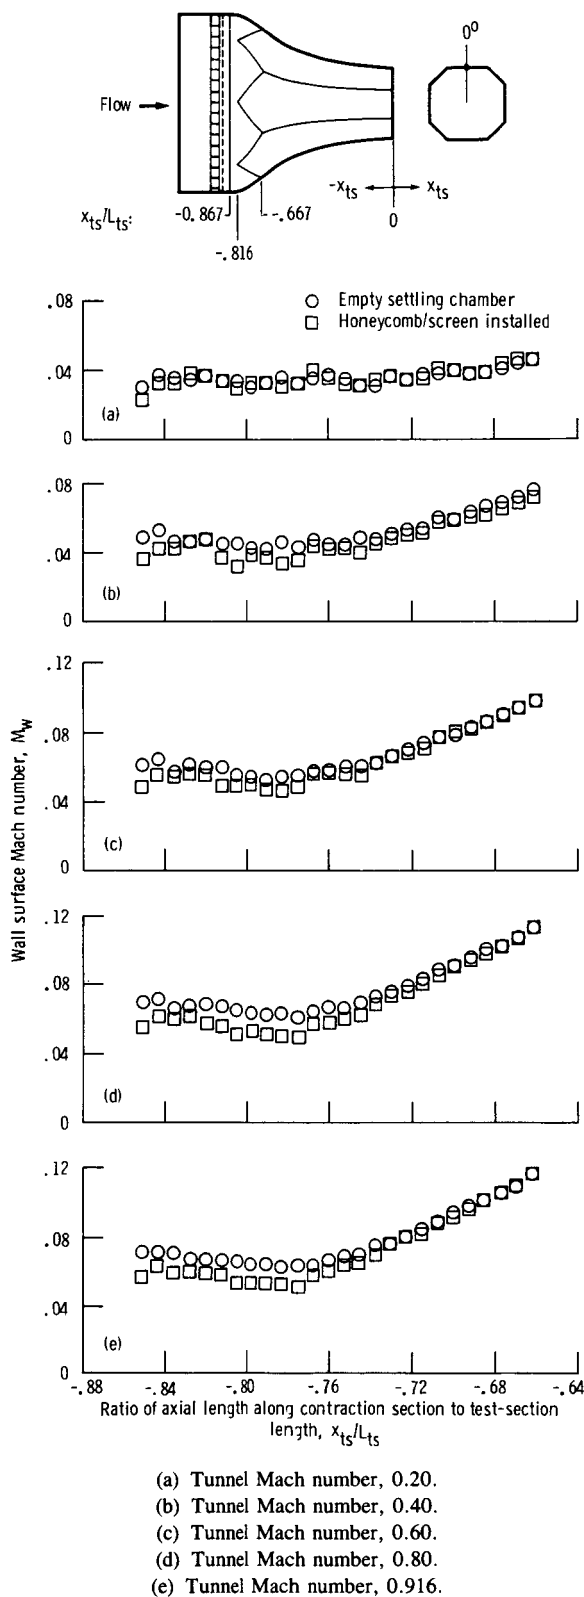 0°
Flow
-x_ts x_ts
x_ts/L_ts: -0.867 -.667 0
-.816
.08
Empty settling chamber
Honeycomb/screen installed
.04
(a)
0
.08
.04
(b)
0
.12
.08
.04
(c)
0
Wall surface Mach number, M_w
.12
.08
.04
(d)
0
.12
.08
.04
(e)
0
-.88 -.84 -.80 -.76 -.72 -.68 -.64
Ratio of axial length along contraction section to test-section
length, x_ts/L_ts
(a) Tunnel Mach number, 0.20.
(b) Tunnel Mach number, 0.40.
(c) Tunnel Mach number, 0.60.
(d) Tunnel Mach number, 0.80.
(e) Tunnel Mach number, 0.916.